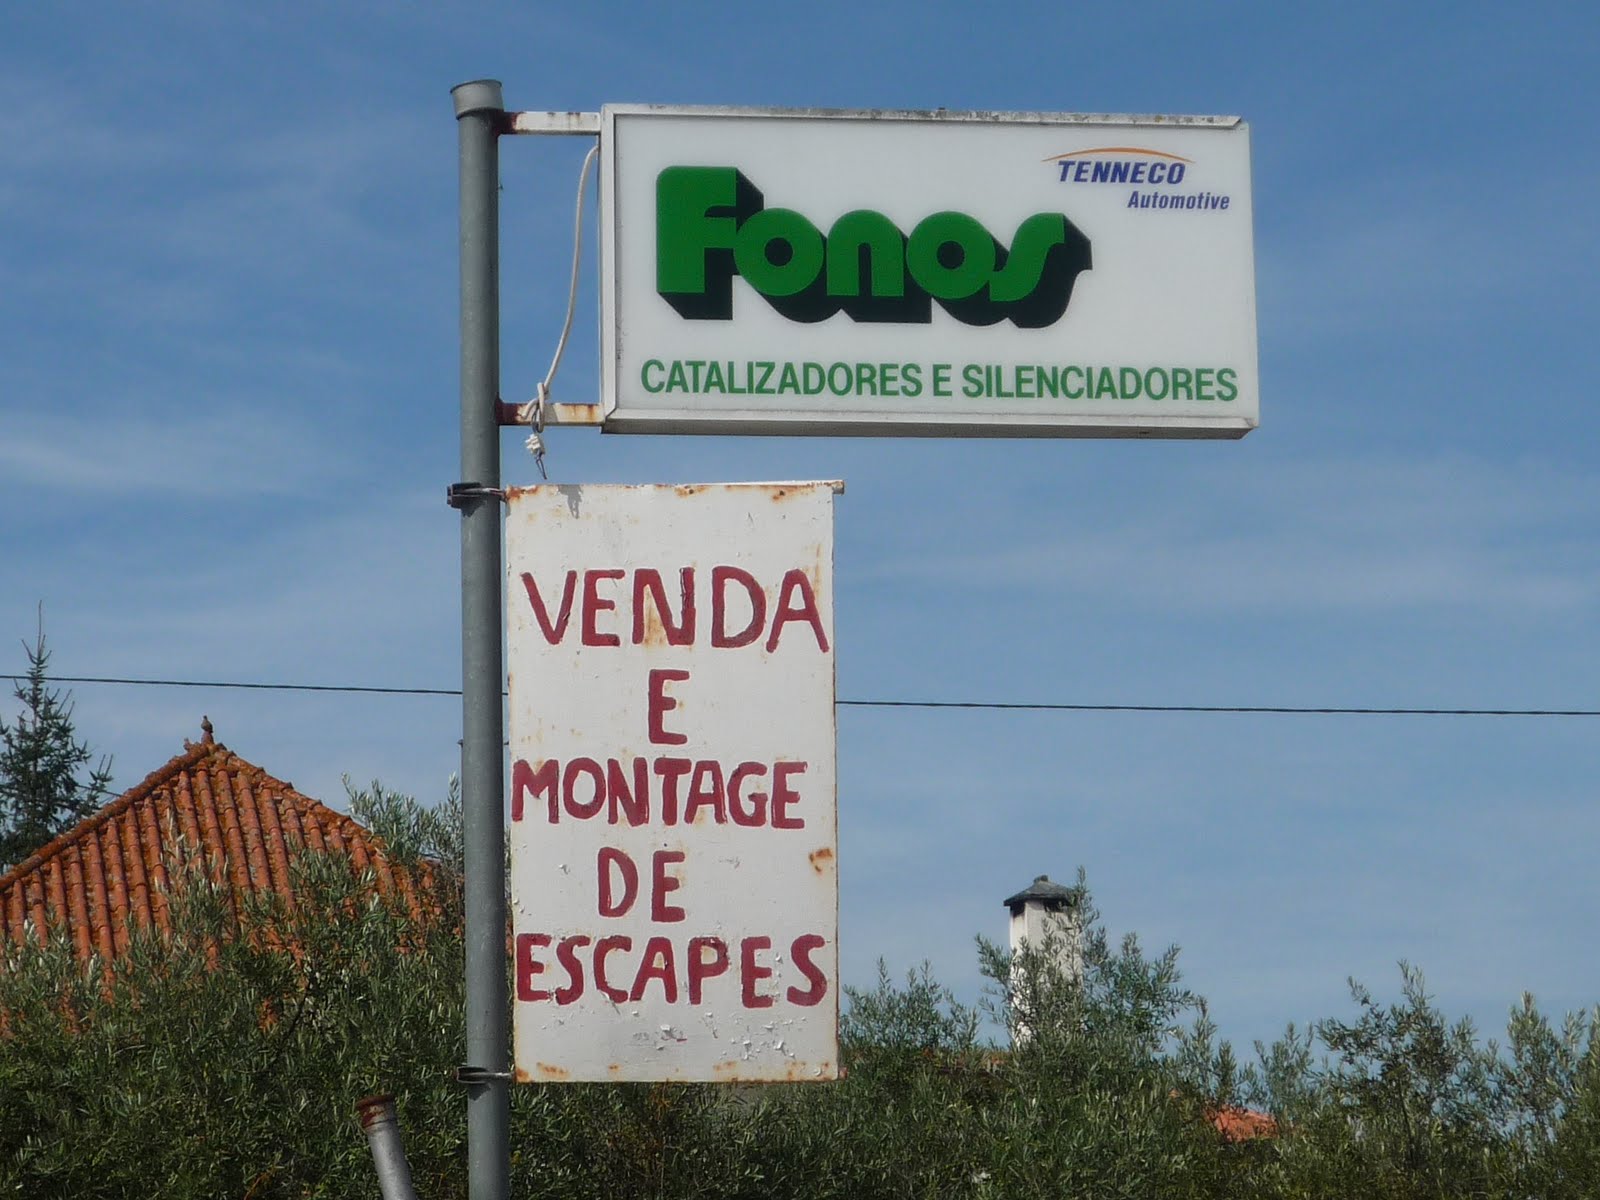 TENNECO
Automotive
Fonos
CATALIZADORES E SILENCIADORES
VENDA
E
MONTAGE
DE
ESCAPES